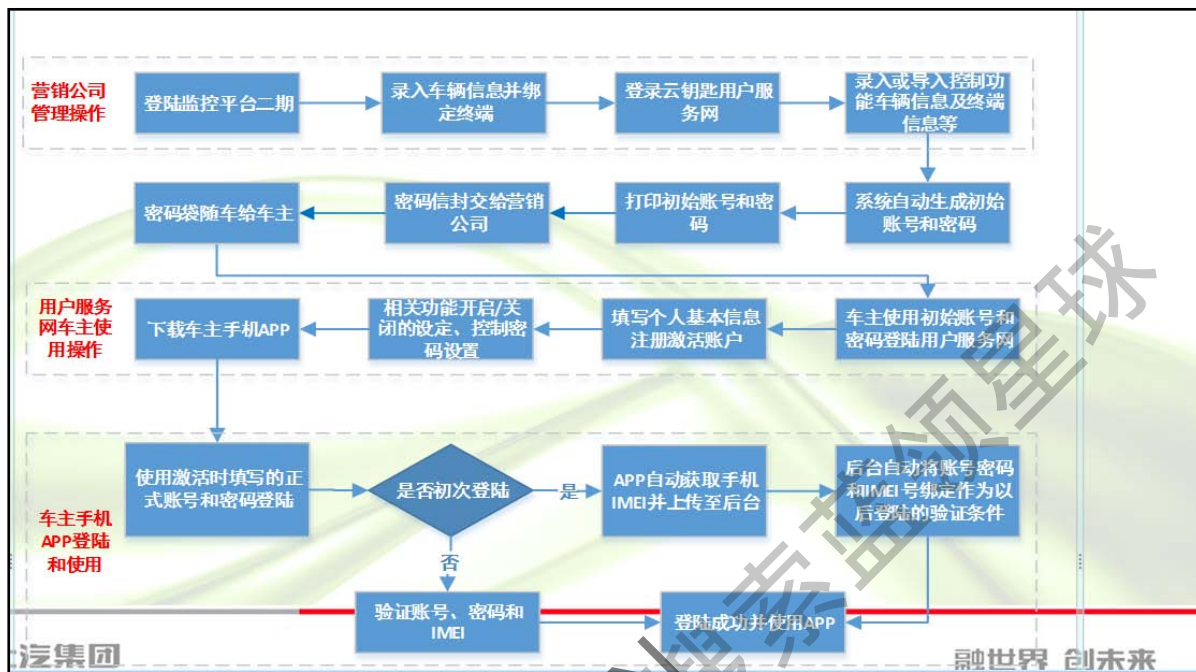 营销公司
管理操作
登陆监控平台二期
录入车辆信息并绑
定终端
登录云钥匙用户服
务网
录入或导入控制功
能车辆信息及终端
信息等
密码袋随车给车主
密码信封交给营销
公司
打印初始账号和密
码
系统自动生成初始
账号和密码
用户服务
网车主使
用操作
下载车主手机APP
相关功能开启/关
闭的设定、控制密
码设置
填写个人基本信息
注册激活账户
车主使用初始账号和
密码登陆用户服务网
车主手机
APP登陆
和使用
使用激活时填写的正
式账号和密码登陆
是否初次登陆
是
APP自动获取手机
IMEI并上传至后台
后台自动将账号密码
和IMEI号绑定作为以
后登陆的验证条件
否
验证账号、密码和
IMEI
登陆成功并使用APP
汽集团
融世界 创未来
搜索蓝领星球